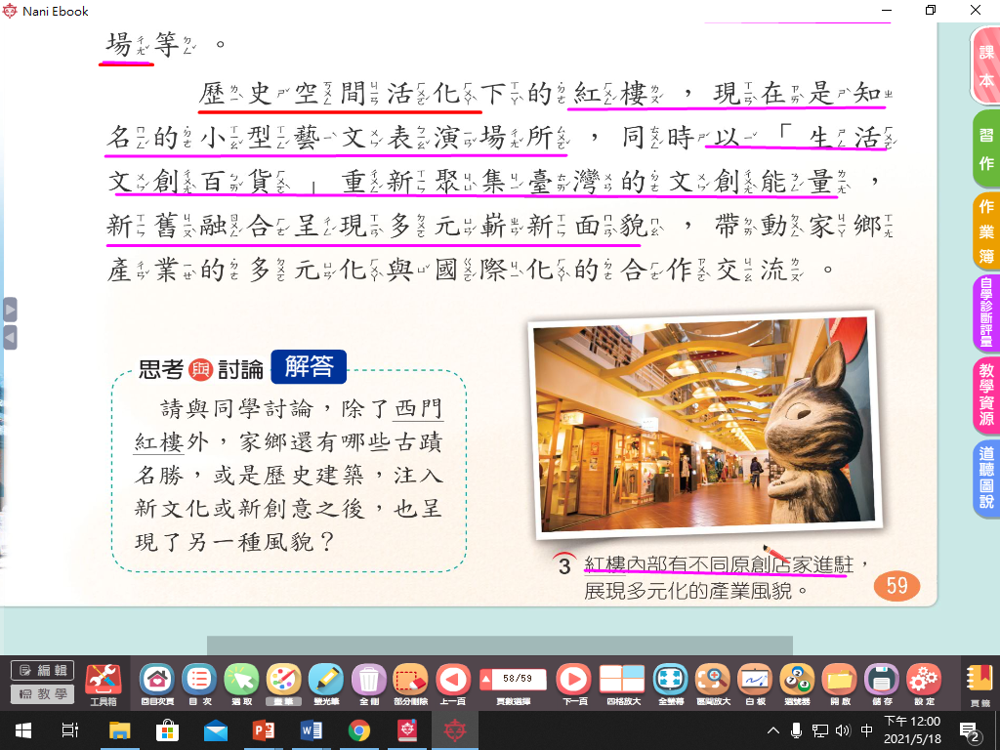 Nani Ebook
場等。
歷史空間活化下的紅樓，現在是知
名的小型藝文表演場所，同時以「生活
文創百貨」重新聚集臺灣的文創能量，
新舊融合呈現多元嶄新面貌，帶動家鄉
產業的多元化與國際化的合作交流。
思考與討論 解答
請與同學討論，除了西門
紅樓外，家鄉還有哪些古蹟
名勝，或是歷史建築，注入
新文化或新創意之後，也呈
現了另一種風貌？
3 紅樓內部有不同原創店家進駐，
展現多元化的產業風貌。
59
課本
習作
作業簿
自學診斷評量
教學資源
道聽圖說
編輯
教學
工具箱
回目次頁
目次
選取
畫筆
螢光筆
全刪
部分刪除
上一頁
58/59
頁數選擇
下一頁
四格放大
全螢幕
區間放大
白板
選號器
開啟
儲存
設定
頁籤
中
下午 12:00
2021/5/18
2